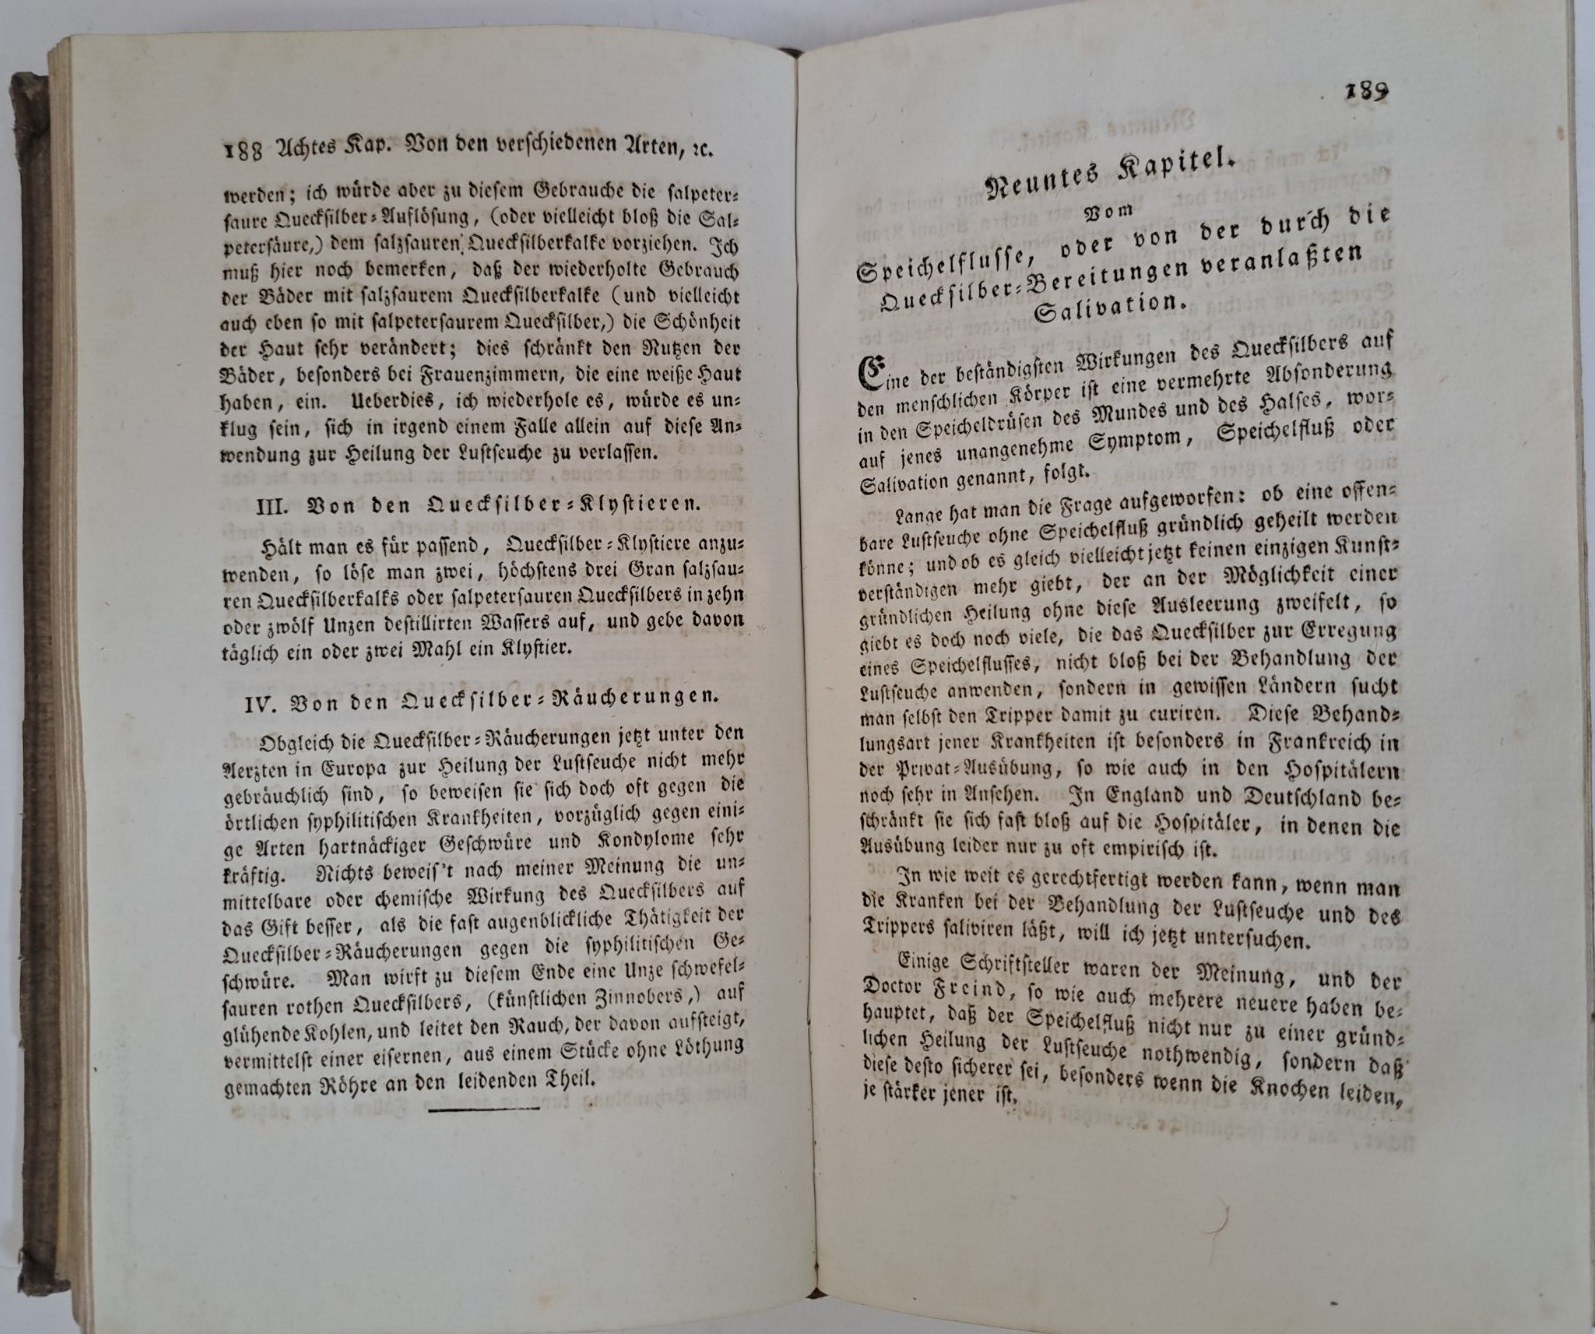 188 Achtes Kap. Von den verschiedenen Arten, ꝛc.
werden; ich würde aber zu diesem Gebrauche die salpeter-
saure Quecksilber-Auflösung, (oder vielleicht bloß die Sal-
petersäure,) dem salzsauren Quecksilberkalke vorziehen. Ich
muß hier noch bemerken, daß der wiederholte Gebrauch
der Bäder mit salzsaurem Quecksilberkalke (und vielleicht
auch eben so mit salpetersaurem Quecksilber,) die Schönheit
der Haut sehr verändert; dies schränkt den Nutzen der
Bäder, besonders bei Frauenzimmern, die eine weiße Haut
haben, ein. Ueberdies, ich wiederhole es, würde es un-
klug sein, sich in irgend einem Falle allein auf diese An-
wendung zur Heilung der Lustseuche zu verlassen.
III. Von den Quecksilber-Klystieren.
Hält man es für passend, Quecksilber-Klystiere anzu-
wenden, so löse man zwei, höchstens drei Gran salzsau-
ren Quecksilberkalks oder salpetersauren Quecksilbers in zehn
oder zwölf Unzen destillirten Wassers auf, und gebe davon
täglich ein oder zwei Mahl ein Klystier.
IV. Von den Quecksilber-Räucherungen.
Obgleich die Quecksilber-Räucherungen jetzt unter den
Aerzten in Europa zur Heilung der Lustseuche nicht mehr
gebräuchlich sind, so beweisen sie sich doch oft gegen die
örtlichen syphilitischen Krankheiten, vorzüglich gegen eini-
ge Arten hartnäckiger Geschwüre und Kondylome sehr
kräftig. Nichts beweis't nach meiner Meinung die un-
mittelbare oder chemische Wirkung des Quecksilbers auf
das Gift besser, als die fast augenblickliche Thätigkeit der
Quecksilber-Räucherungen gegen die syphilitischen Ge-
schwüre. Man wirft zu diesem Ende eine Unze schwefel-
sauren rothen Quecksilbers, (künstlichen Zinnobers,) auf
glühende Kohlen, und leitet den Rauch, der davon aufsteigt,
vermittelst einer eisernen, aus einem Stücke ohne Löthung
gemachten Röhre an den leidenden Theil.
189
Neuntes Kapitel.
Vom
Speichelflusse, oder von der durch die
Quecksilber-Bereitungen veranlaßten
Salivation.
Eine der beständigsten Wirkungen des Quecksilbers auf
den menschlichen Körper ist eine vermehrte Absonderung
in den Speicheldrüsen des Mundes und des Halses, wor-
auf jenes unangenehme Symptom, Speichelfluß oder
Salivation genannt, folgt.
Lange hat man die Frage aufgeworfen: ob eine offen-
bare Lustseuche ohne Speichelfluß gründlich geheilt werden
könne; und ob es gleich vielleicht jetzt keinen einzigen Kunst-
verständigen mehr giebt, der an der Möglichkeit einer
gründlichen Heilung ohne diese Ausleerung zweifelt, so
giebt es doch noch viele, die das Quecksilber zur Erregung
eines Speichelflusses, nicht bloß bei der Behandlung der
Lustseuche anwenden, sondern in gewissen Ländern sucht
man selbst den Tripper damit zu curiren. Diese Behand-
lungsart jener Krankheiten ist besonders in Frankreich in
der Privat-Ausübung, so wie auch in den Hospitälern
noch sehr in Ansehen. In England und Deutschland be-
schränkt sie sich fast bloß auf die Hospitäler, in denen die
Ausübung leider nur zu oft empirisch ist.
In wie weit es gerechtfertigt werden kann, wenn man
die Kranken bei der Behandlung der Lustseuche und des
Trippers saliviren läßt, will ich jetzt untersuchen.
Einige Schriftsteller waren der Meinung, und der
Doctor Freind, so wie auch mehrere neuere haben be-
hauptet, daß der Speichelfluß nicht nur zu einer gründ-
lichen Heilung der Lustseuche nothwendig, sondern daß
diese desto sicherer sei, besonders wenn die Knochen leiden,
je stärker jener ist.